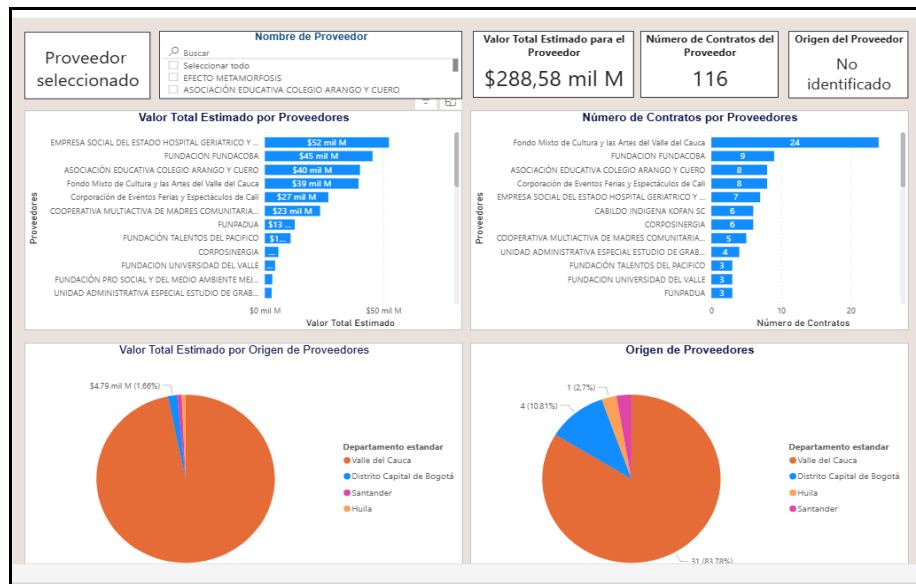 Proveedor
seleccionado
Nombre de Proveedor
Buscar
Seleccionar todo
EFECTO METAMORFOSIS
ASOCIACIÓN EDUCATIVA COLEGIO ARANGO Y CUERO
Valor Total Estimado para el
Proveedor
$288,58 mil M
Número de Contratos del
Proveedor
116
Origen del Proveedor
No
identificado
Valor Total Estimado por Proveedores
Proveedores
EMPRESA SOCIAL DEL ESTADO HOSPITAL GERIATRICO Y ... $52 mil M
FUNDACION FUNDACOBA $45 mil M
ASOCIACIÓN EDUCATIVA COLEGIO ARANGO Y CUERO $40 mil M
Fondo Mixto de Cultura y las Artes del Valle del Cauca $39 mil M
Corporación de Eventos Ferias y Espectáculos de Cali $27 mil M
COOPERATIVA MULTIACTIVA DE MADRES COMUNITARIA... $23 mil M
FUNPADUA $13 ...
FUNDACIÓN TALENTOS DEL PACIFICO $1...
CORPOSINERGIA ...
FUNDACION UNIVERSIDAD DEL VALLE ...
FUNDACIÓN PRO SOCIAL Y DEL MEDIO AMBIENTE MEJ...
UNIDAD ADMINISTRATIVA ESPECIAL ESTUDIO DE GRAB...
$0 mil M $50 mil M
Valor Total Estimado
Número de Contratos por Proveedores
Proveedores
Fondo Mixto de Cultura y las Artes del Valle del Cauca 24
FUNDACION FUNDACOBA 9
ASOCIACIÓN EDUCATIVA COLEGIO ARANGO Y CUERO 8
Corporación de Eventos Ferias y Espectáculos de Cali 8
EMPRESA SOCIAL DEL ESTADO HOSPITAL GERIATRICO Y ... 7
CABILDO INDIGENA KOFAN SC 6
CORPOSINERGIA 6
COOPERATIVA MULTIACTIVA DE MADRES COMUNITARIA... 5
UNIDAD ADMINISTRATIVA ESPECIAL ESTUDIO DE GRAB... 4
FUNDACIÓN TALENTOS DEL PACIFICO 3
FUNDACION UNIVERSIDAD DEL VALLE 3
FUNPADUA 3
0 10 20
Número de Contratos
Valor Total Estimado por Origen de Proveedores
$4,79 mil M (1,66%)
Departamento estandar
Valle del Cauca
Distrito Capital de Bogotá
Santander
Huila
Origen de Proveedores
1 (2,7%)
4 (10,81%)
31 (83,78%)
Departamento estandar
Valle del Cauca
Distrito Capital de Bogotá
Huila
Santander